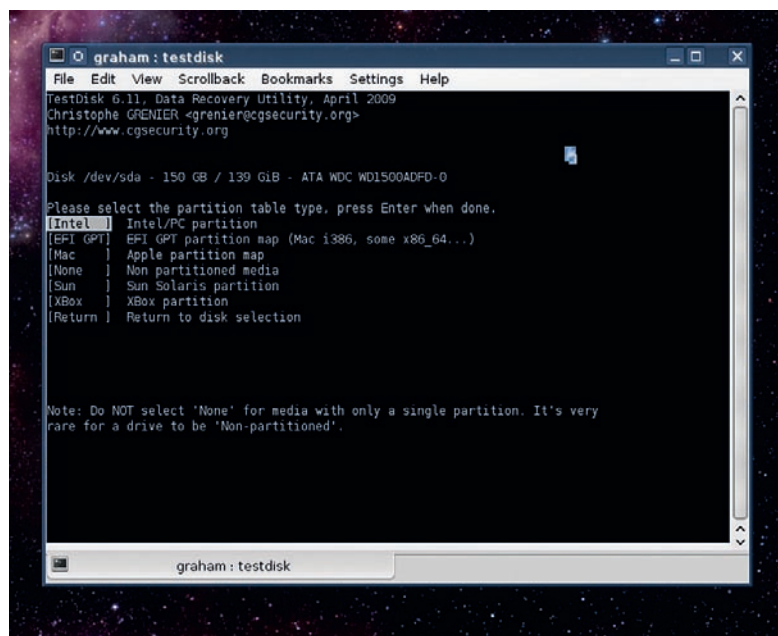 graham : testdisk
File Edit View Scrollback Bookmarks Settings Help
TestDisk 6.11, Data Recovery Utility, April 2009
Christophe GRENIER <grenier@cgsecurity.org>
http://www.cgsecurity.org
Disk /dev/sda - 150 GB / 139 GiB - ATA WDC WD1500ADFD-0
Please select the partition table type, press Enter when done.
[Intel ] Intel/PC partition
[EFI GPT] EFI GPT partition map (Mac i386, some x86_64...)
[Mac ] Apple partition map
[None ] Non partitioned media
[Sun ] Sun Solaris partition
[XBox ] XBox partition
[Return ] Return to disk selection
Note: Do NOT select 'None' for media with only a single partition. It's very
rare for a drive to be 'Non-partitioned'.
graham : testdisk